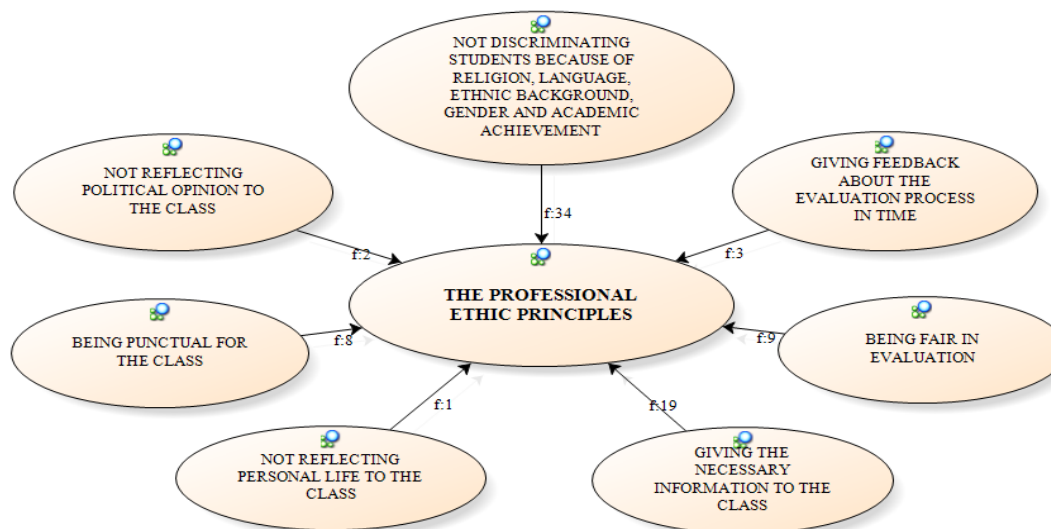 NOT DISCRIMINATING
STUDENTS BECAUSE OF
RELIGION, LANGUAGE,
ETHNIC BACKGROUND,
GENDER AND ACADEMIC
ACHIEVEMENT
NOT REFLECTING
POLITICAL OPINION TO
THE CLASS
GIVING FEEDBACK
ABOUT THE
EVALUATION PROCESS
IN TIME
f:34
f:2
f:3
THE PROFESSIONAL
ETHIC PRINCIPLES
BEING PUNCTUAL FOR
THE CLASS
f:8
f:9
BEING FAIR IN
EVALUATION
f:1
f:19
NOT REFLECTING
PERSONAL LIFE TO THE
CLASS
GIVING THE
NECESSARY
INFORMATION TO THE
CLASS